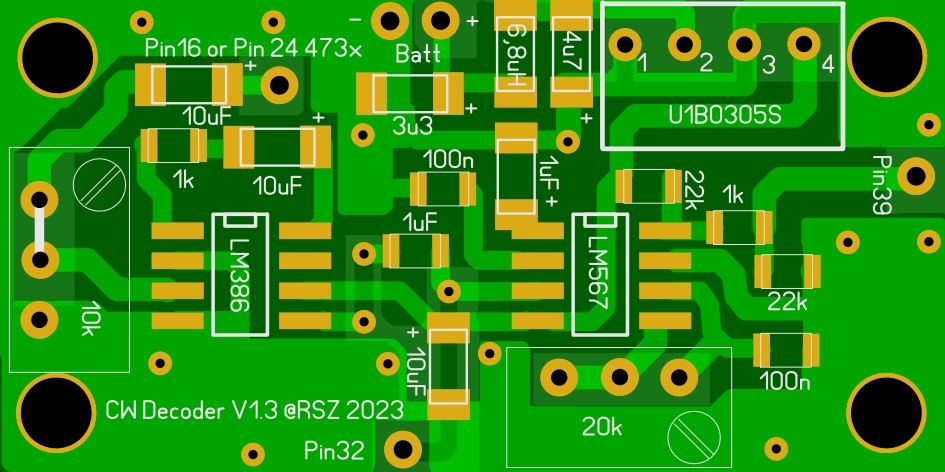 Pin16 or Pin 24 473x
+
10uF
1k
+
10uF
-
+
Batt
3u3
+
6,8uH
4u7
+
1
2
3
4
U1B0305S
100n
1uF
+
1uF
22k
1k
Pin39
LM386
LM567
22k
10k
+
10uF
100n
20k
CW Decoder V1.3 @RSZ 2023
Pin32